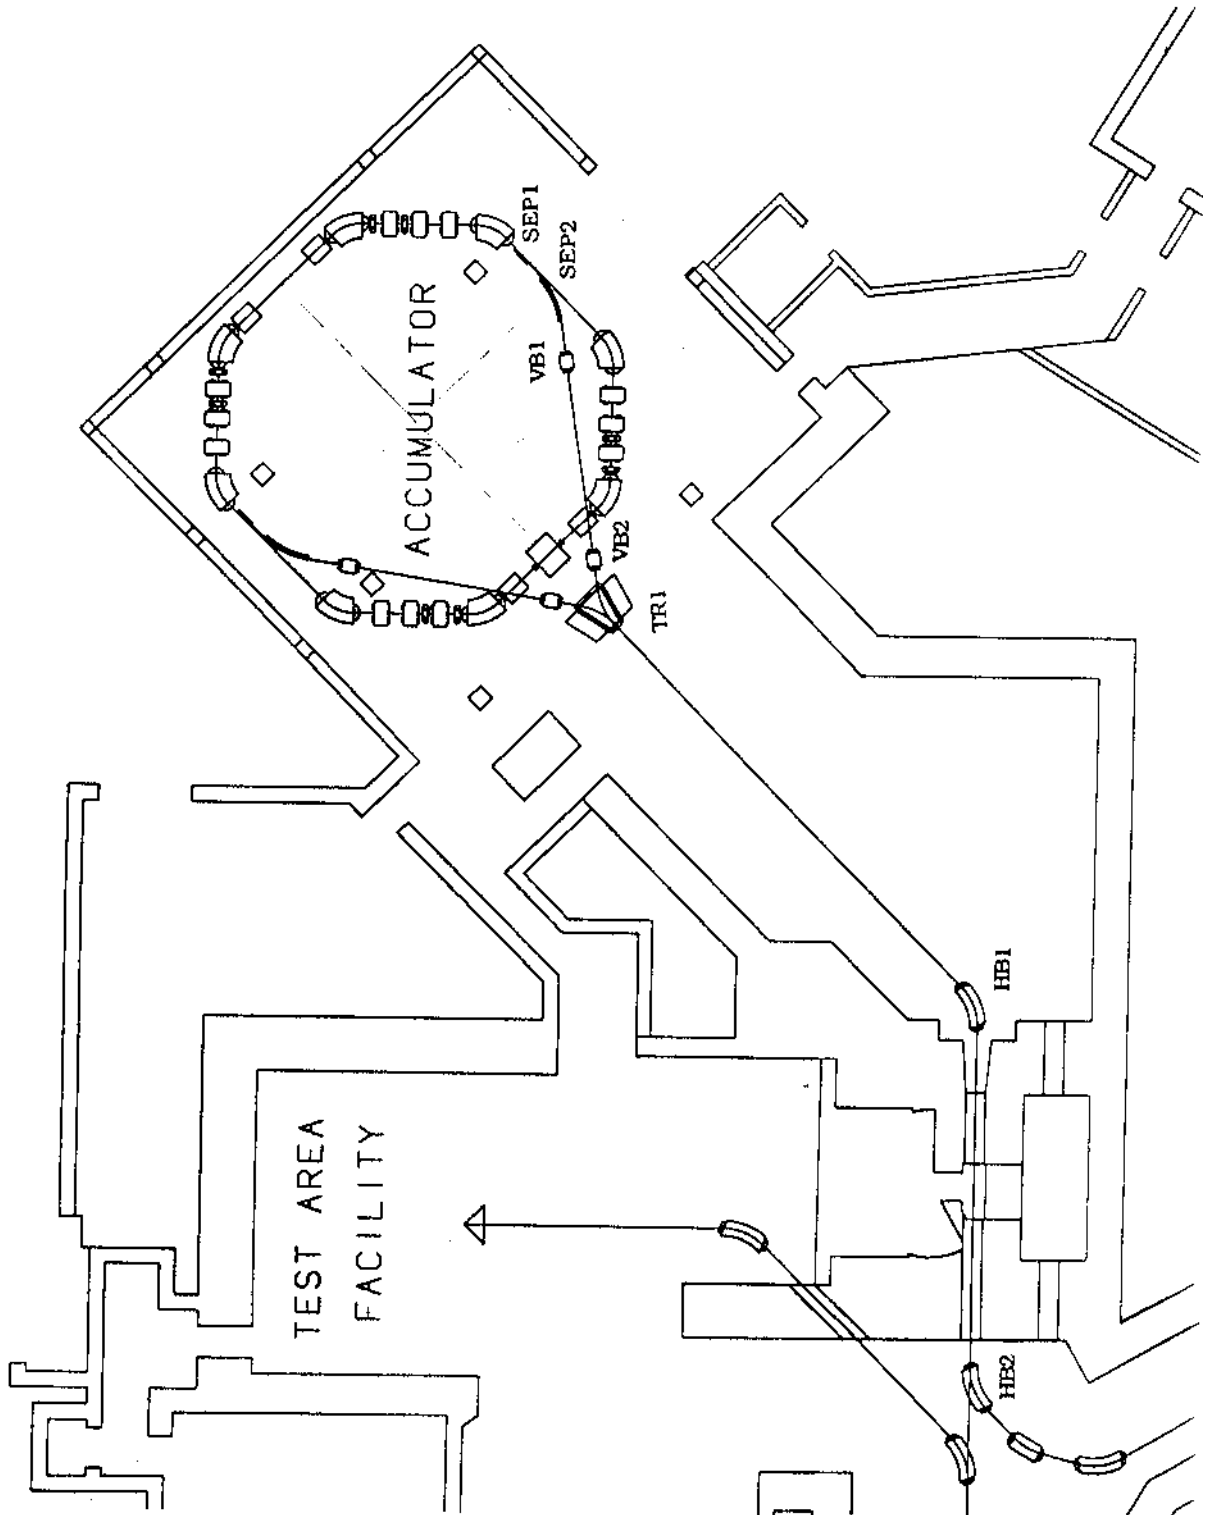 SEP1
SEP2
ACCUMULATOR
VB1
VB2
TR1
HB1
TEST AREA
FACILITY
HB2